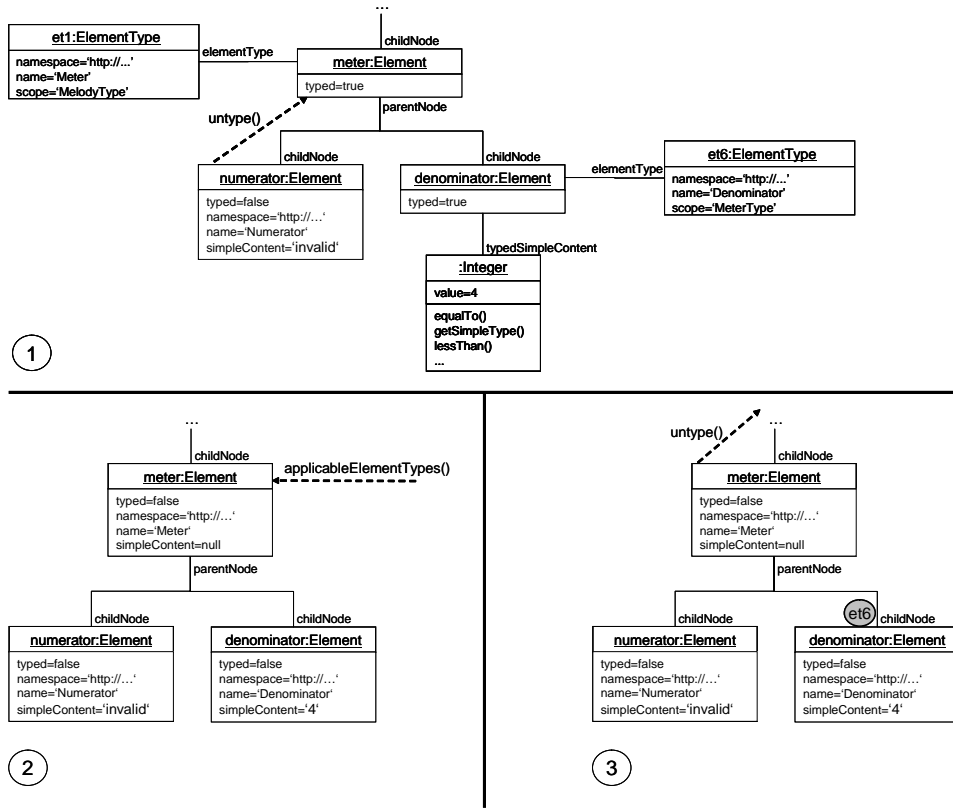 ...
childNode
et1:ElementType
namespace='http://...'
name='Meter'
scope='MelodyType'
elementType
meter:Element
typed=true
parentNode
untype()
childNode
numerator:Element
typed=false
namespace='http://…‘
name='Numerator‘
simpleContent='invalid‘
childNode
denominator:Element
typed=true
elementType
et6:ElementType
namespace='http://...'
name='Denominator'
scope='MeterType'
typedSimpleContent
:Integer
value=4
equalTo()
getSimpleType()
lessThan()
...
1
...
childNode
meter:Element
typed=false
namespace=‘http://…‘
name=‘Meter‘
simpleContent=null
applicableElementTypes()
parentNode
childNode
numerator:Element
typed=false
namespace='http://…‘
name='Numerator‘
simpleContent='invalid‘
childNode
denominator:Element
typed=false
namespace='http://…‘
name='Denominator‘
simpleContent=‘4‘
2
untype()
...
childNode
meter:Element
typed=false
namespace=‘http://…‘
name=‘Meter‘
simpleContent=null
parentNode
childNode
numerator:Element
typed=false
namespace='http://…‘
name='Numerator‘
simpleContent='invalid‘
et6
childNode
denominator:Element
typed=false
namespace='http://…‘
name='Denominator‘
simpleContent=‘4‘
3